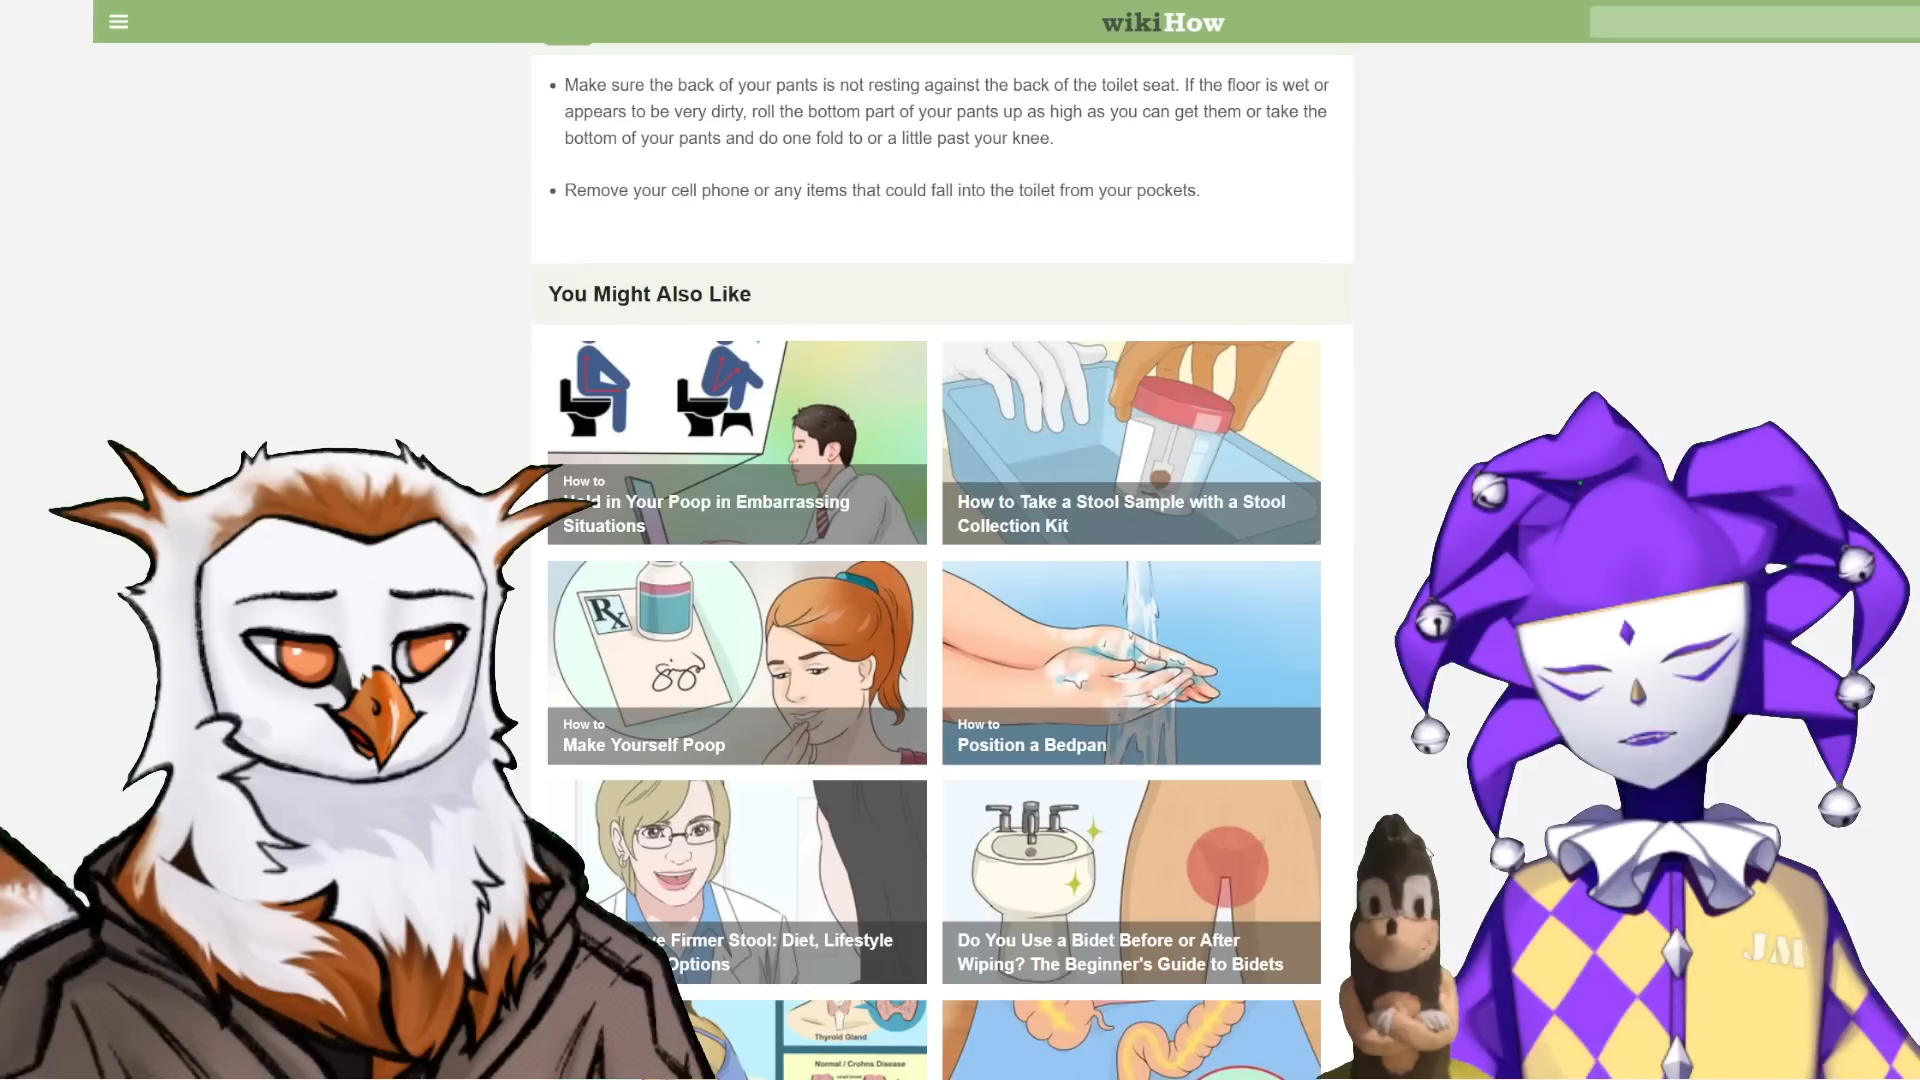 wikiHow
Make sure the back of your pants is not resting against the back of the toilet seat. If the floor is wet or
appears to be very dirty, roll the bottom part of your pants up as high as you can get them or take the
bottom of your pants and do one fold to or a little past your knee.
Remove your cell phone or any items that could fall into the toilet from your pockets.
You Might Also Like
How to
in Your Poop in Embarrassing
Situations
How to Take a Stool Sample with a Stool
Collection Kit
Rx
How to
Make Yourself Poop
How to
Position a Bedpan
Firmer Stool: Diet, Lifestyle
Options
Do You Use a Bidet Before or After
Wiping? The Beginner's Guide to Bidets
JM
Thyroid Gland
Normal / Crohns Disease